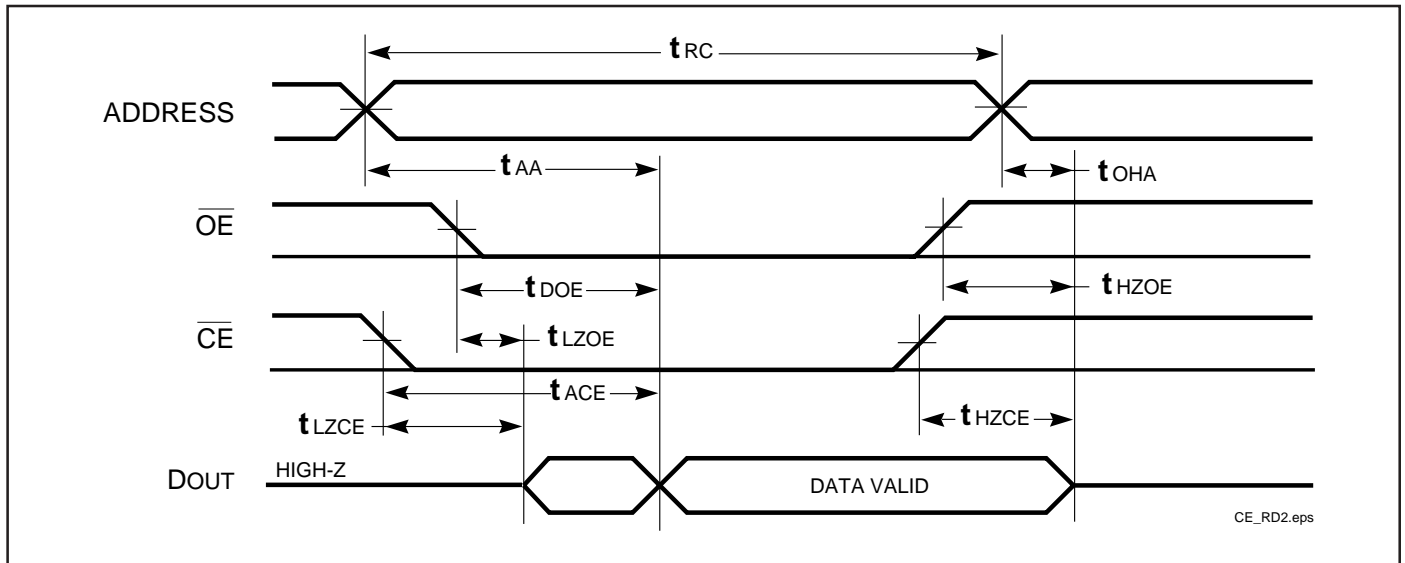 tRC
ADDRESS
tAA
tOHA
OE
tDOE
tHZOE
CE
tLZOE
tACE
tLZCE
tHZCE
DOUT
HIGH-Z
DATA VALID
CE_RD2.eps